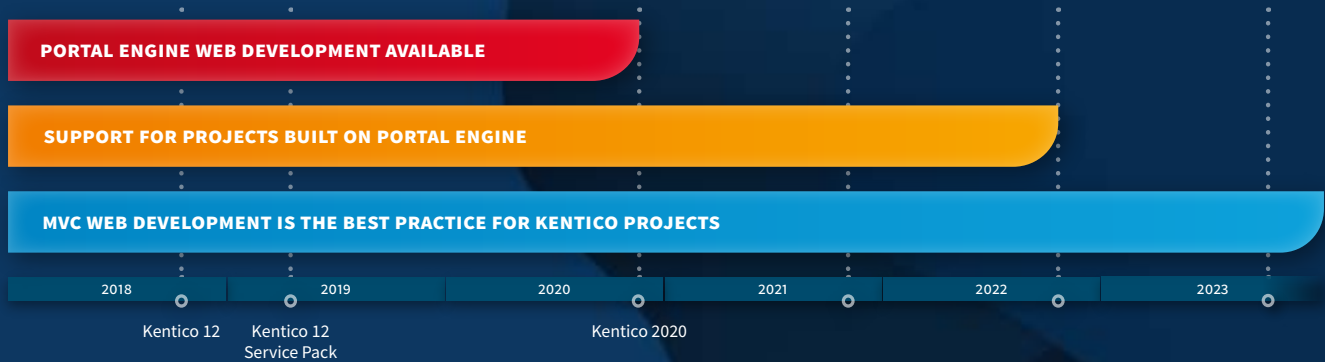 PORTAL ENGINE WEB DEVELOPMENT AVAILABLE
SUPPORT FOR PROJECTS BUILT ON PORTAL ENGINE
MVC WEB DEVELOPMENT IS THE BEST PRACTICE FOR KENTICO PROJECTS
2018 2019 2020 2021 2022 2023
Kentico 12 Kentico 12 Kentico 2020
Service Pack